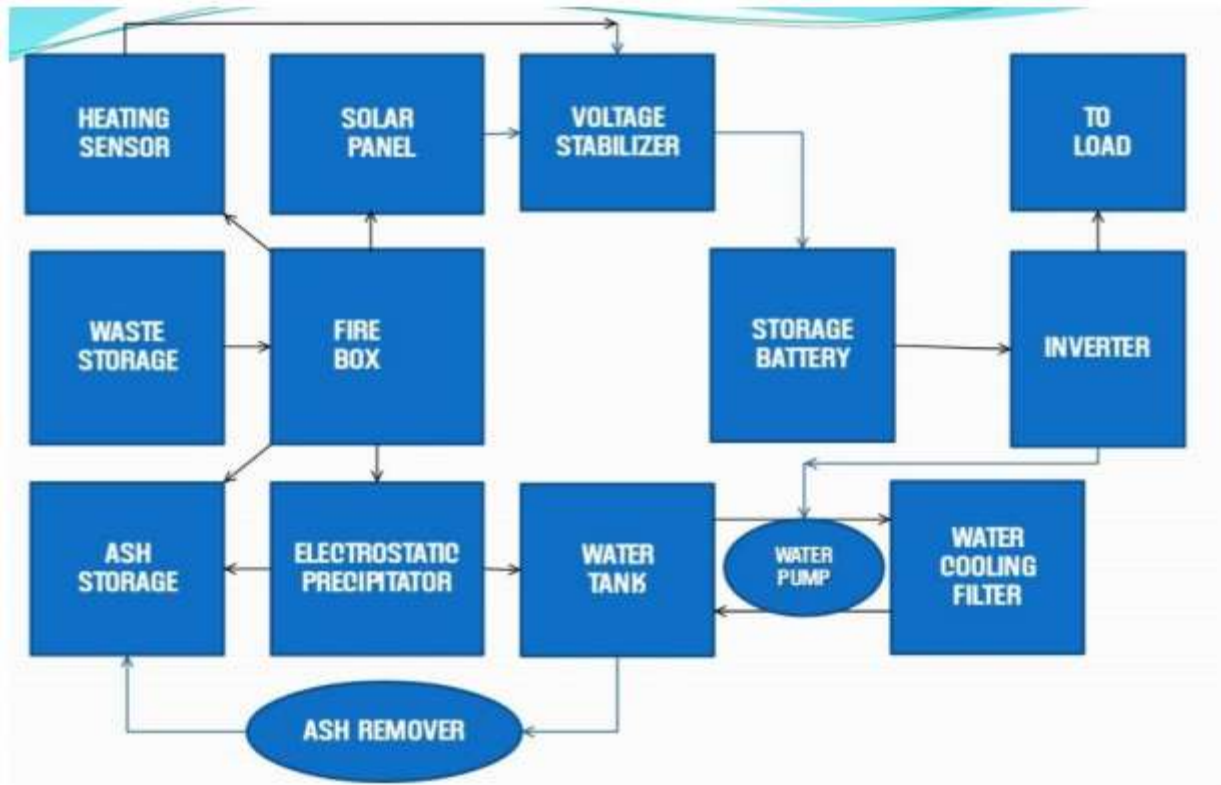 HEATING
SENSOR
SOLAR
PANEL
VOLTAGE
STABILIZER
TO
LOAD
WASTE
STORAGE
FIRE
BOX
STORAGE
BATTERY
INVERTER
ASH
STORAGE
ELECTROSTATIC
PRECIPITATOR
WATER
TANK
WATER
PUMP
WATER
COOLING
FILTER
ASH REMOVER